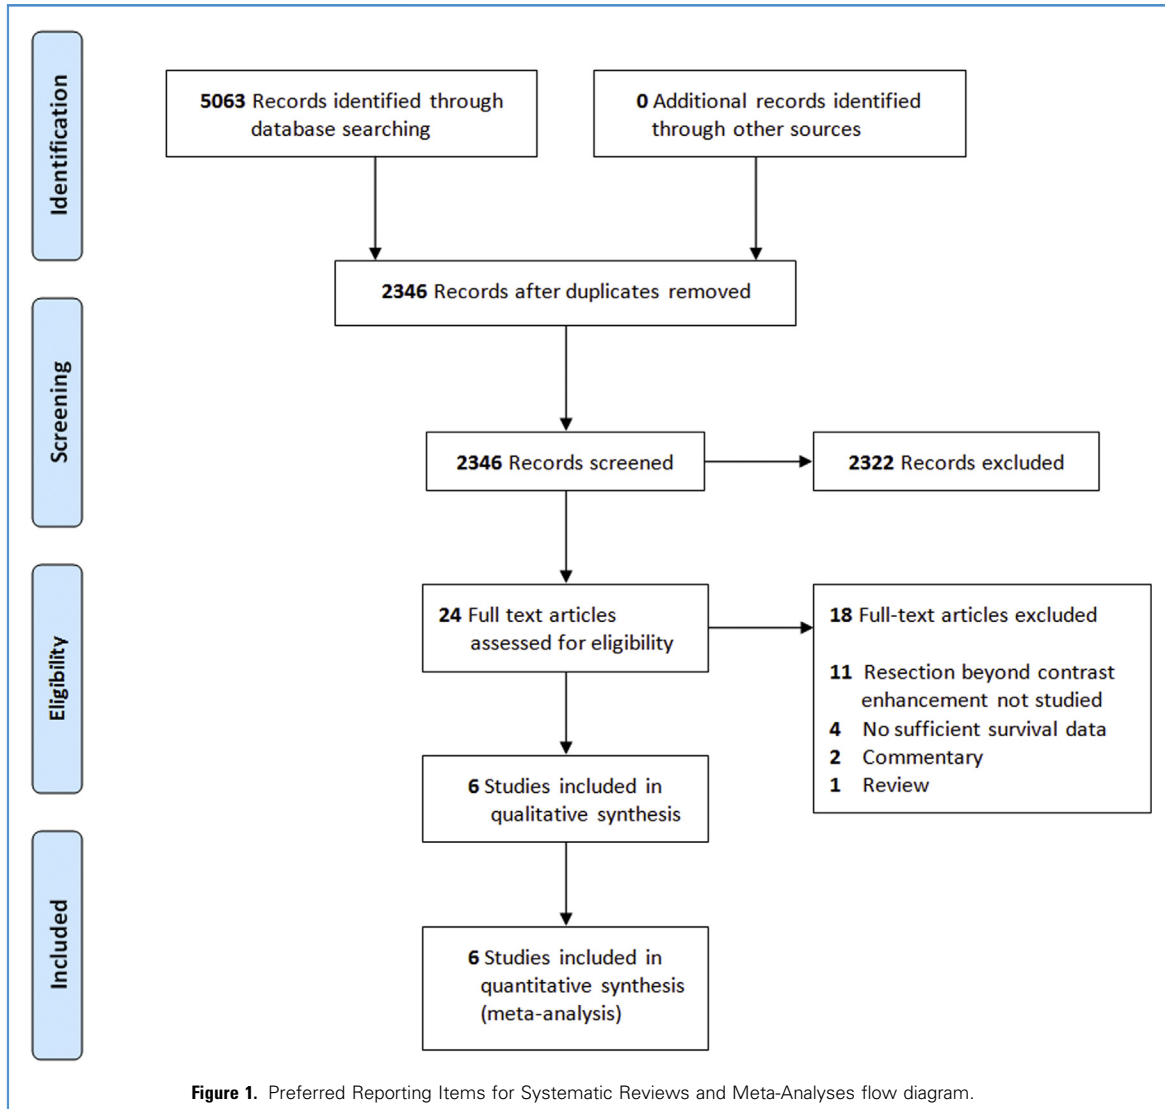 Identification
5063 Records identified through
database searching
0 Additional records identified
through other sources
2346 Records after duplicates removed
Screening
2346 Records screened
2322 Records excluded
Eligibility
24 Full text articles
assessed for eligibility
18 Full-text articles excluded
11 Resection beyond contrast
enhancement not studied
4 No sufficient survival data
2 Commentary
1 Review
6 Studies included in
qualitative synthesis
Included
6 Studies included in
quantitative synthesis
(meta-analysis)
Figure 1. Preferred Reporting Items for Systematic Reviews and Meta-Analyses flow diagram.